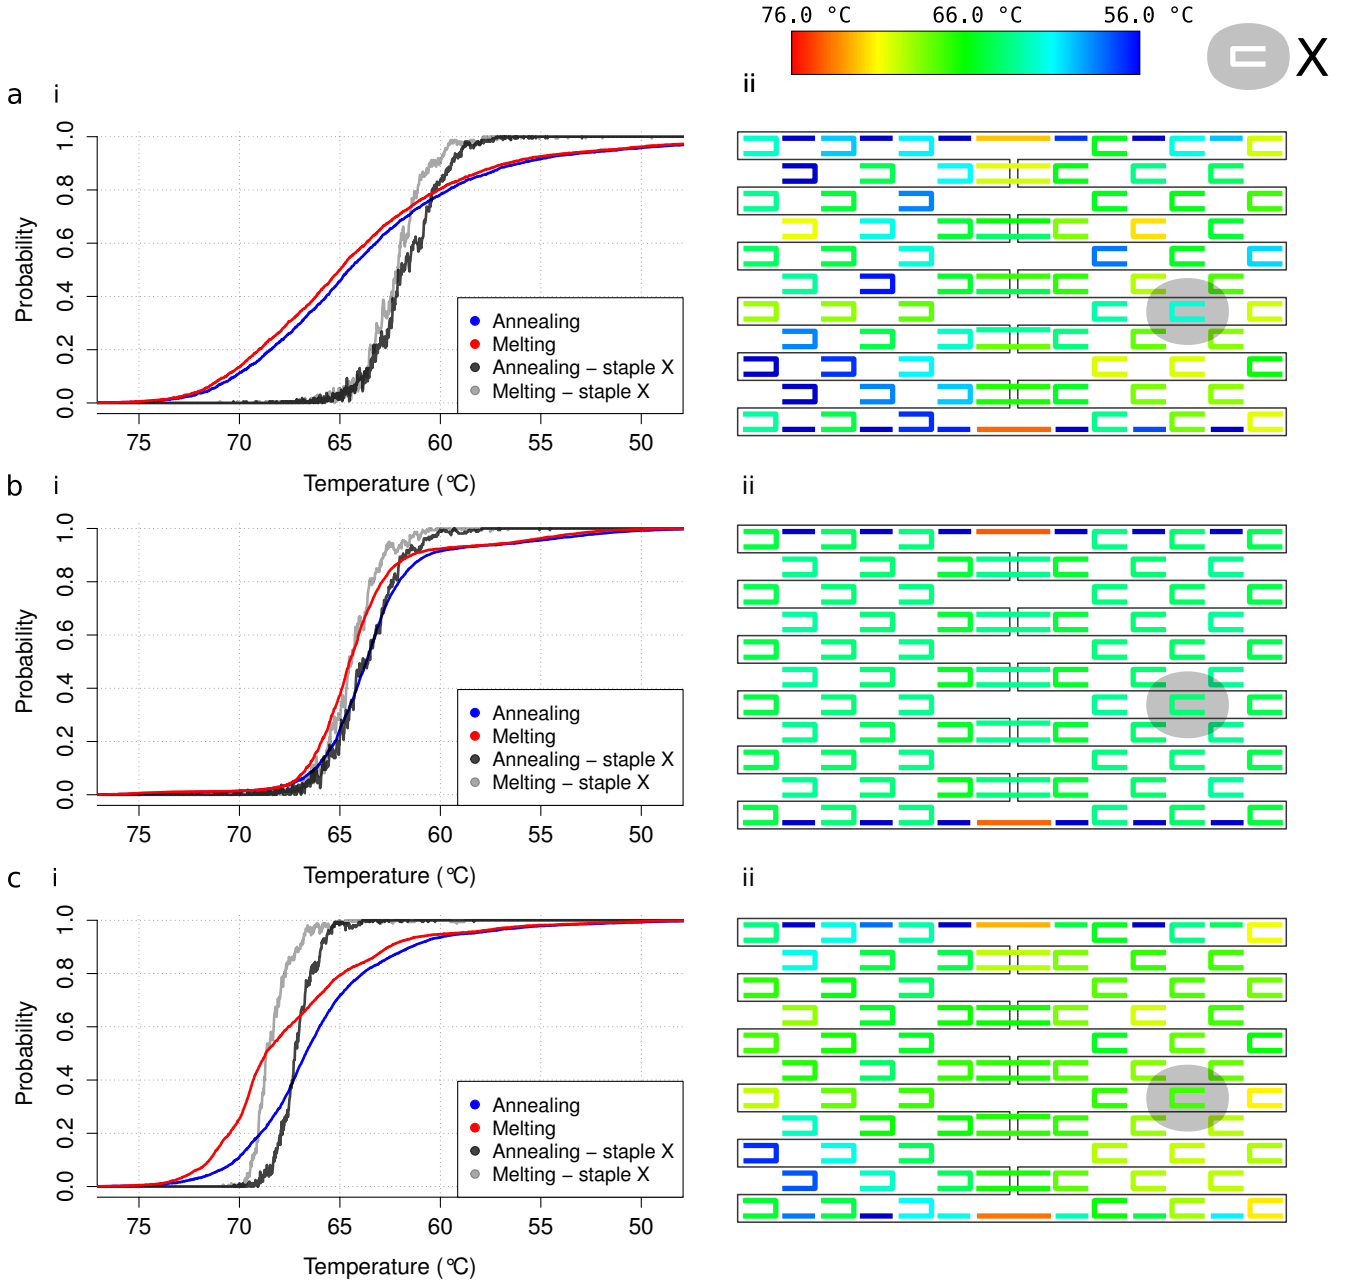 76.0 °C 66.0 °C 56.0 °C
X
a i ii
Probability
0.0 0.2 0.4 0.6 0.8 1.0
Annealing
Melting
Annealing − staple X
Melting − staple X
75 70 65 60 55 50
Temperature (°C)
b i ii
Probability
0.0 0.2 0.4 0.6 0.8 1.0
Annealing
Melting
Annealing − staple X
Melting − staple X
75 70 65 60 55 50
Temperature (°C)
c i ii
Probability
0.0 0.2 0.4 0.6 0.8 1.0
Annealing
Melting
Annealing − staple X
Melting − staple X
75 70 65 60 55 50
Temperature (°C)